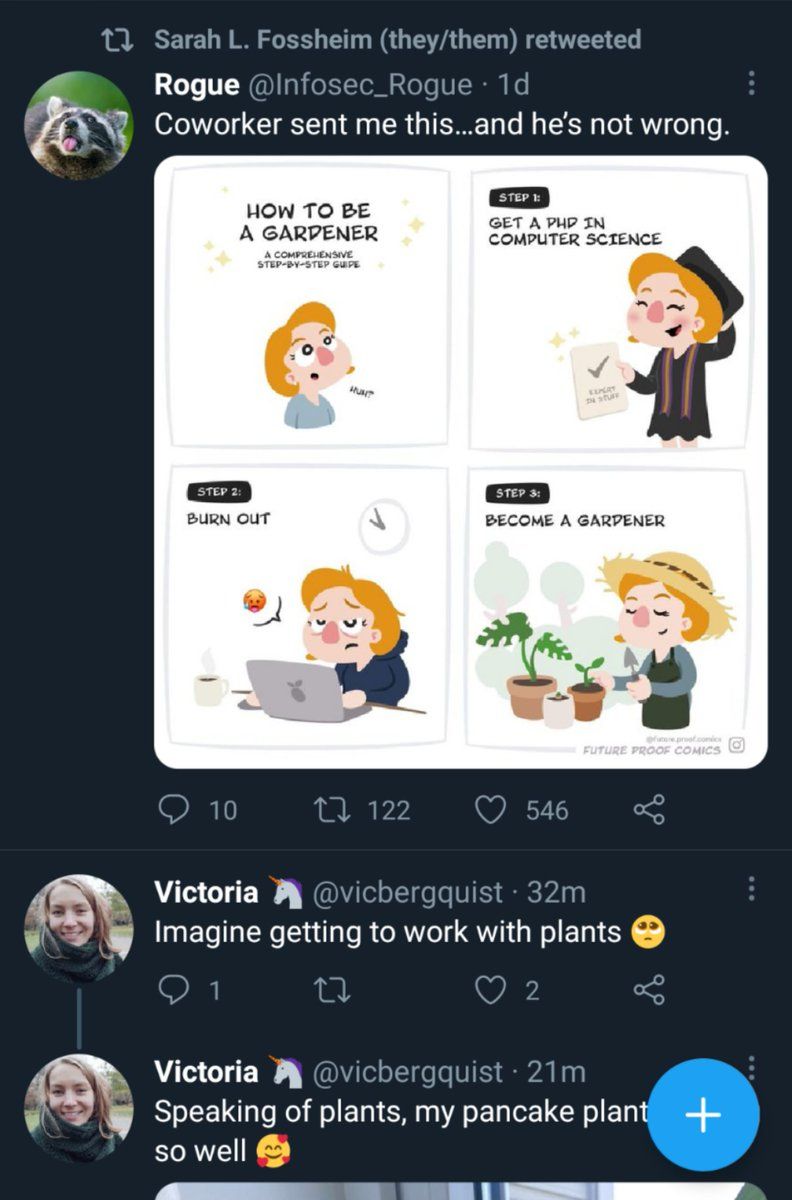 Sarah L. Fossheim (they/them) retweeted
Rogue @Infosec_Rogue · 1d
Coworker sent me this...and he's not wrong.
HOW TO BE
A GARDENER
A COMPREHENSIVE
STEP-BY-STEP GUIDE
HUH?
STEP 1:
GET A PHD IN
COMPUTER SCIENCE
EXPERT
IN STUFF
STEP 2:
BURN OUT
STEP 3:
BECOME A GARDENER
@future.proof.comics
FUTURE PROOF COMICS
10 122 546
Victoria 🦄 @vicbergquist · 32m
Imagine getting to work with plants 🥺
1 2
Victoria 🦄 @vicbergquist · 21m
Speaking of plants, my pancake plant
so well 🥰